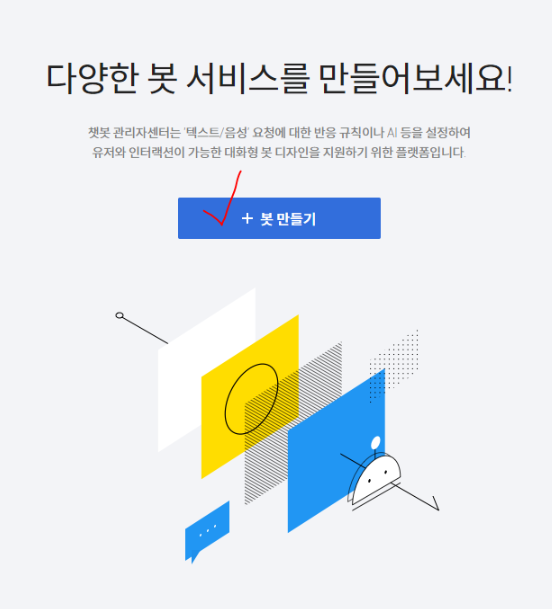 다양한 봇 서비스를 만들어보세요!
챗봇 관리자센터는 '텍스트/음성' 요청에 대한 반응 규칙이나 AI 등을 설정하여
유저와 인터랙션이 가능한 대화형 봇 디자인을 지원하기 위한 플랫폼입니다.
+ 봇 만들기